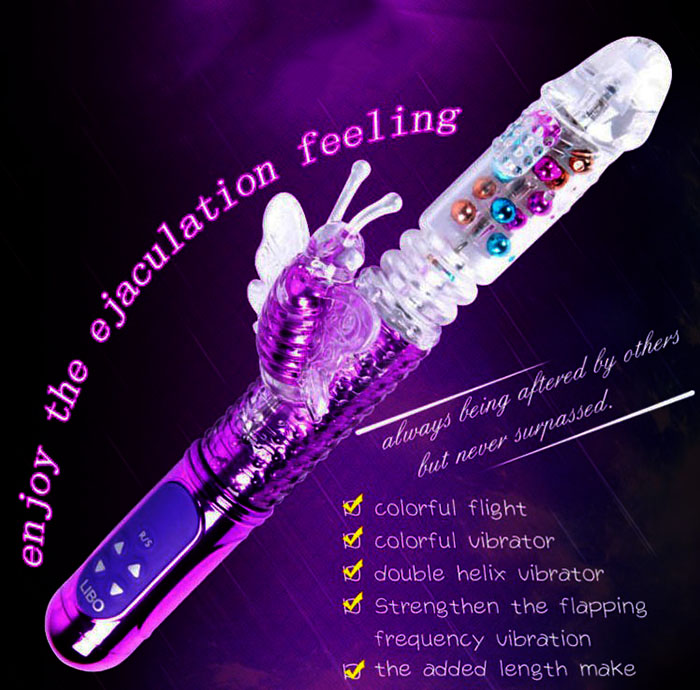 enjoy the ejaculation feeling
always being aftered by others
but never surpassed.
colorful flight
colorful vibrator
double helix vibrator
Strengthen the flapping
frequency vibration
the added length make
R/S
LIBO